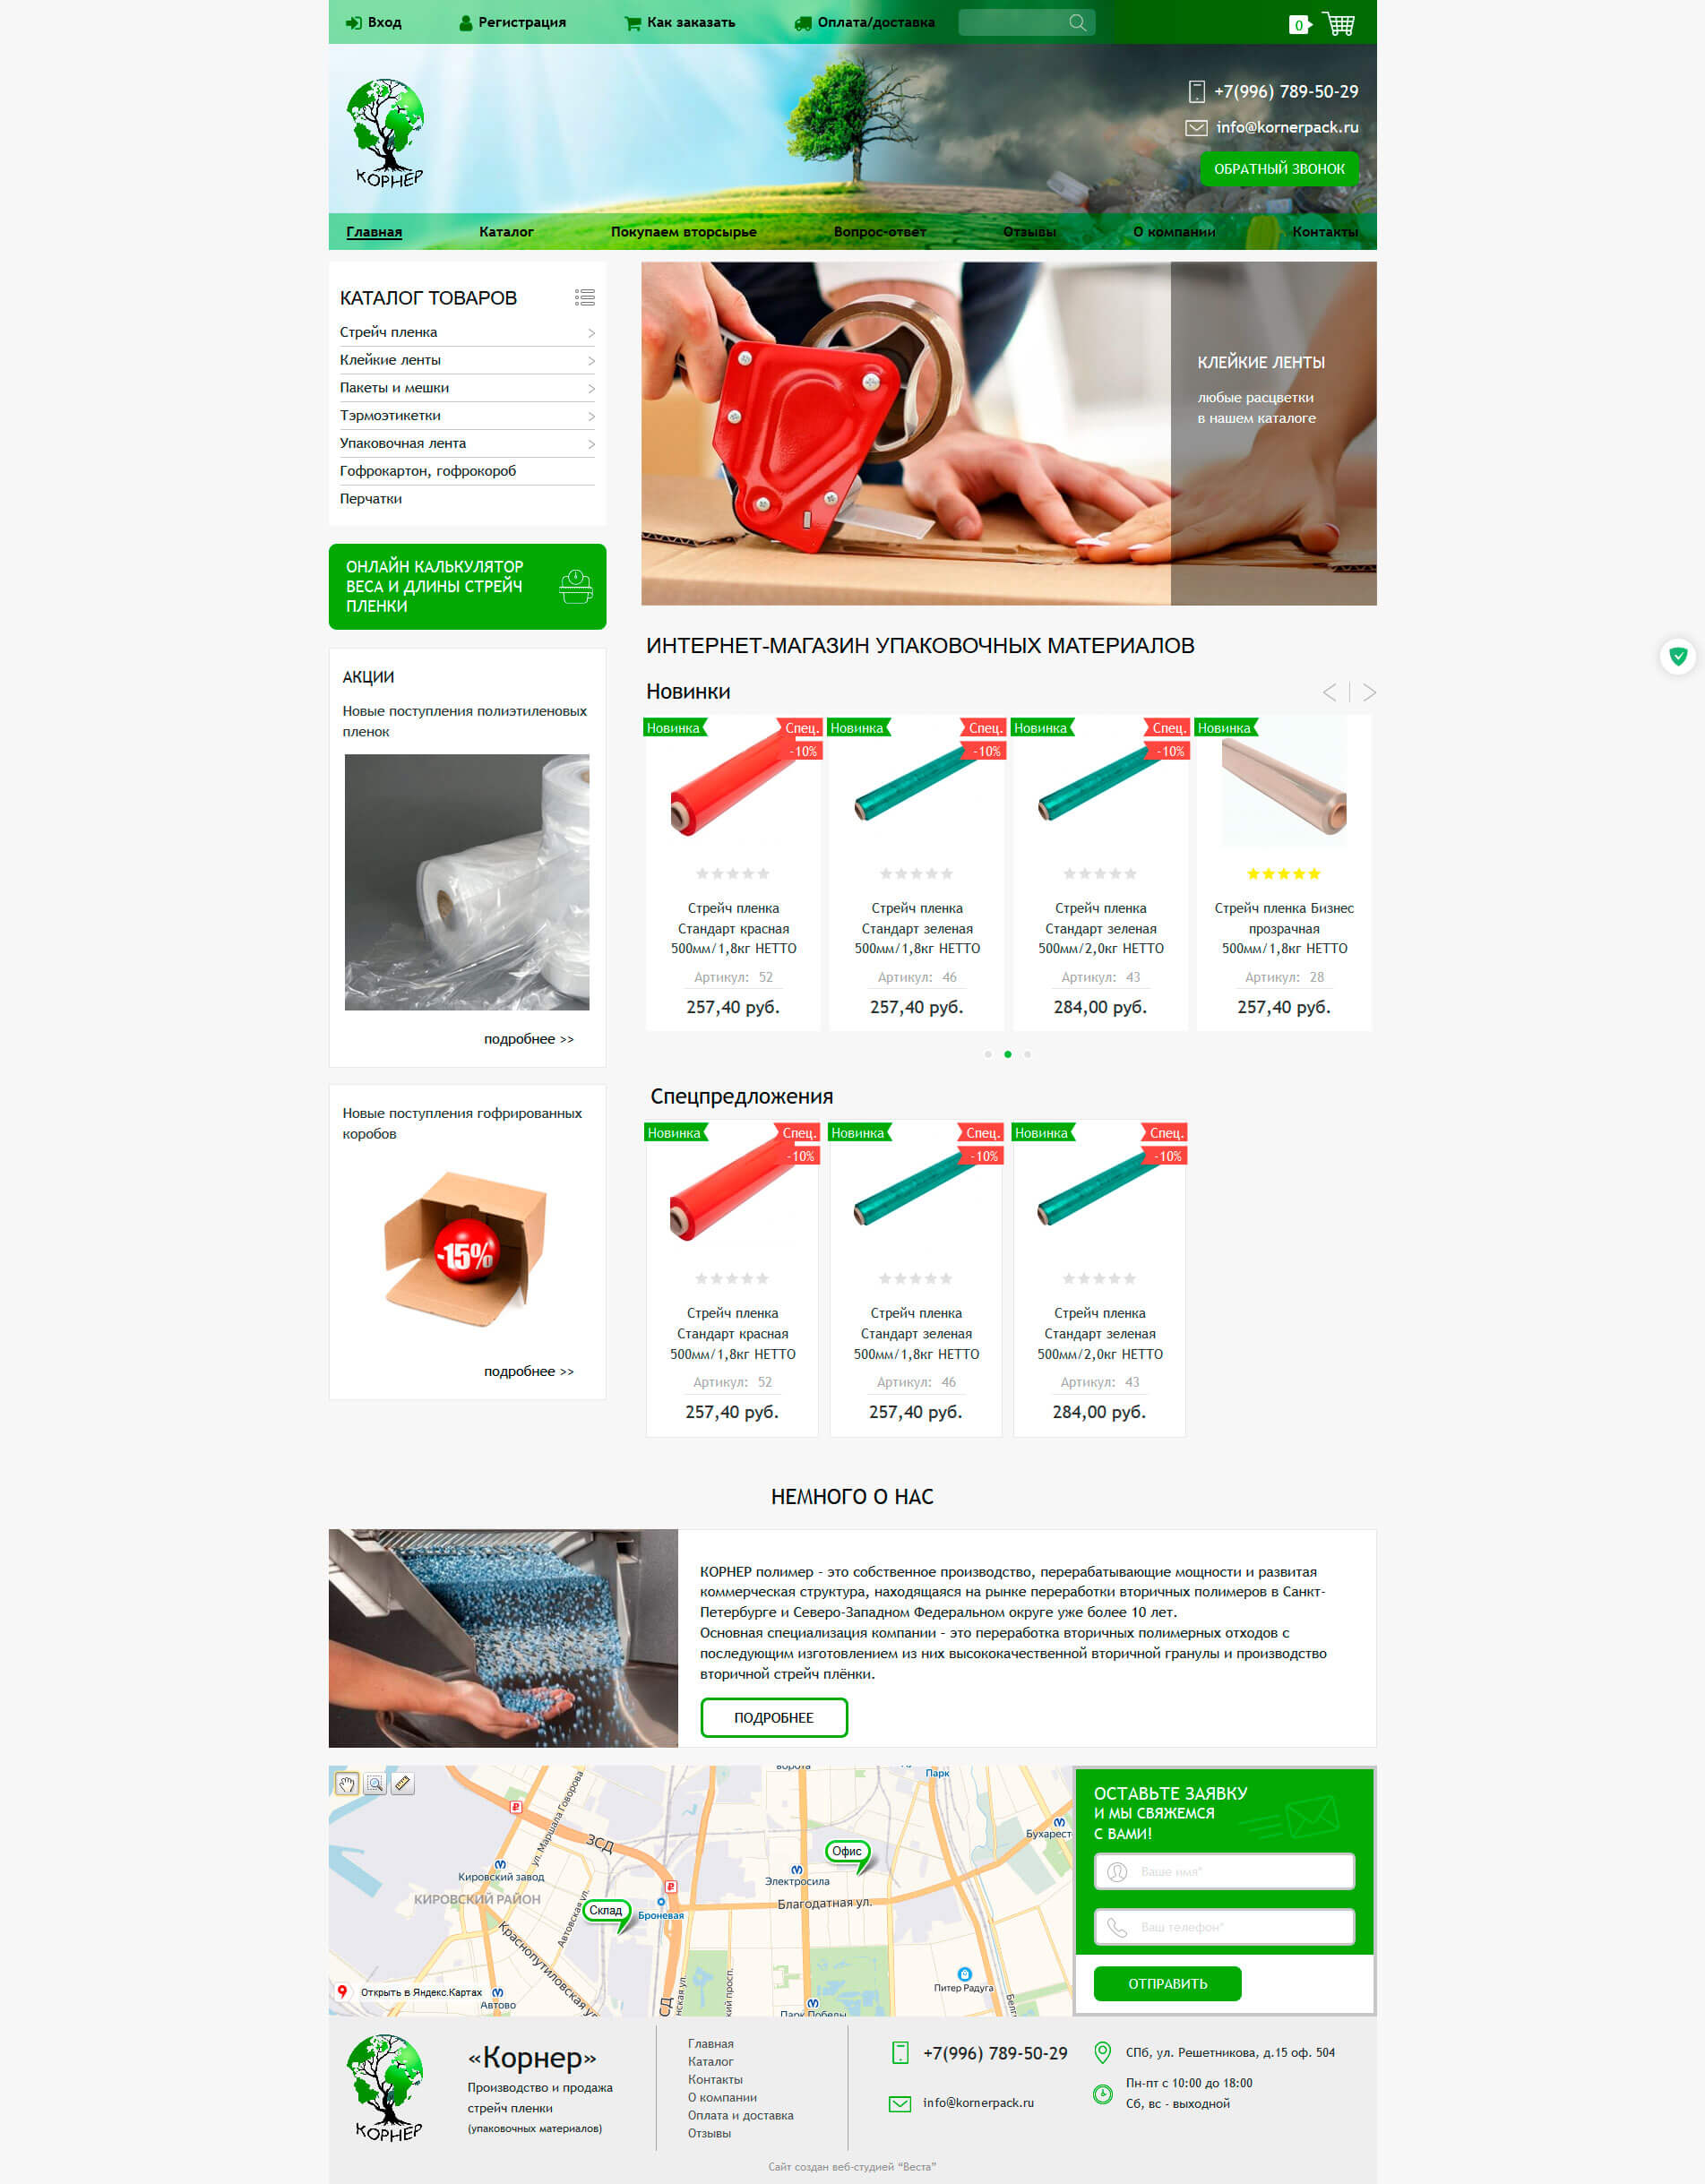 Вход
Регистрация
Как заказать
Оплата/доставка
0
КОРНЕР
+7(996) 789-50-29
info@kornerpack.ru
ОБРАТНЫЙ ЗВОНОК
Главная
Каталог
Покупаем вторсырье
Вопрос-ответ
Отзывы
О компании
Контакты
КАТАЛОГ ТОВАРОВ
Стрейч пленка
Клейкие ленты
Пакеты и мешки
Тэрмоэтикетки
Упаковочная лента
Гофрокартон, гофрокороб
Перчатки
КЛЕЙКИЕ ЛЕНТЫ
любые расцветки
в нашем каталоге
ОНЛАЙН КАЛЬКУЛЯТОР
ВЕСА И ДЛИНЫ СТРЕЙЧ
ПЛЕНКИ
АКЦИИ
Новые поступления полиэтиленовых
пленок
подробнее >>
Новые поступления гофрированных
коробов
-15%
подробнее >>
ИНТЕРНЕТ-МАГАЗИН УПАКОВОЧНЫХ МАТЕРИАЛОВ
Новинки
Новинка
Спец.
-10%
Стрейч пленка
Стандарт красная
500мм/1,8кг НЕТТО
Артикул: 52
257,40 руб.
Новинка
Спец.
-10%
Стрейч пленка
Стандарт зеленая
500мм/1,8кг НЕТТО
Артикул: 46
257,40 руб.
Новинка
Спец.
-10%
Стрейч пленка
Стандарт зеленая
500мм/2,0кг НЕТТО
Артикул: 43
284,00 руб.
Новинка
Стрейч пленка Бизнес
прозрачная
500мм/1,8кг НЕТТО
Артикул: 28
257,40 руб.
Спецпредложения
Новинка
Спец.
-10%
Стрейч пленка
Стандарт красная
500мм/1,8кг НЕТТО
Артикул: 52
257,40 руб.
Новинка
Спец.
-10%
Стрейч пленка
Стандарт зеленая
500мм/1,8кг НЕТТО
Артикул: 46
257,40 руб.
Новинка
Спец.
-10%
Стрейч пленка
Стандарт зеленая
500мм/2,0кг НЕТТО
Артикул: 43
284,00 руб.
НЕМНОГО О НАС
КОРНЕР полимер - это собственное производство, перерабатывающие мощности и развитая
коммерческая структура, находящаяся на рынке переработки вторичных полимеров в Санкт-
Петербурге и Северо-Западном Федеральном округе уже более 10 лет.
Основная специализация компании - это переработка вторичных полимерных отходов с
последующим изготовлением из них высококачественной вторичной гранулы и производство
вторичной стрейч плёнки.
ПОДРОБНЕЕ
ворота
Парк
Бухарест
ул. Маршала Говорова
ЗСД
Офис
Кировский завод
Электросила
КИРОВСКИЙ РАЙОН
Благодатная ул.
Склад
Броневая
Автовская ул.
Краснопутиловская ул.
Питер Радуга
Открыть в Яндекс.Картах
Автово
Парк Победы
ОСТАВЬТЕ ЗАЯВКУ
И МЫ СВЯЖЕМСЯ
С ВАМИ!
Ваше имя*
Ваш телефон*
ОТПРАВИТЬ
КОРНЕР
«Корнер»
Производство и продажа
стрейч пленки
(упаковочных материалов)
Главная
Каталог
Контакты
О компании
Оплата и доставка
Отзывы
+7(996) 789-50-29
info@kornerpack.ru
СПб, ул. Решетникова, д.15 оф. 504
Пн-пт с 10:00 до 18:00
Сб, вс - выходной
Сайт создан веб-студией “Веста”